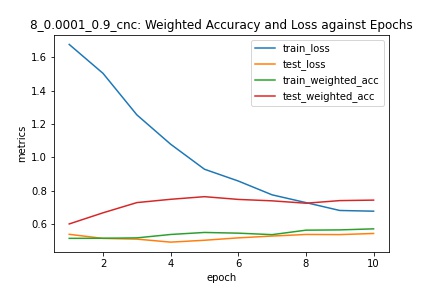 8_0.0001_0.9_cnc: Weighted Accuracy and Loss against Epochs
train_loss
test_loss
train_weighted_acc
test_weighted_acc
metrics
1.6
1.4
1.2
1.0
0.8
0.6
2 4 6 8 10
epoch